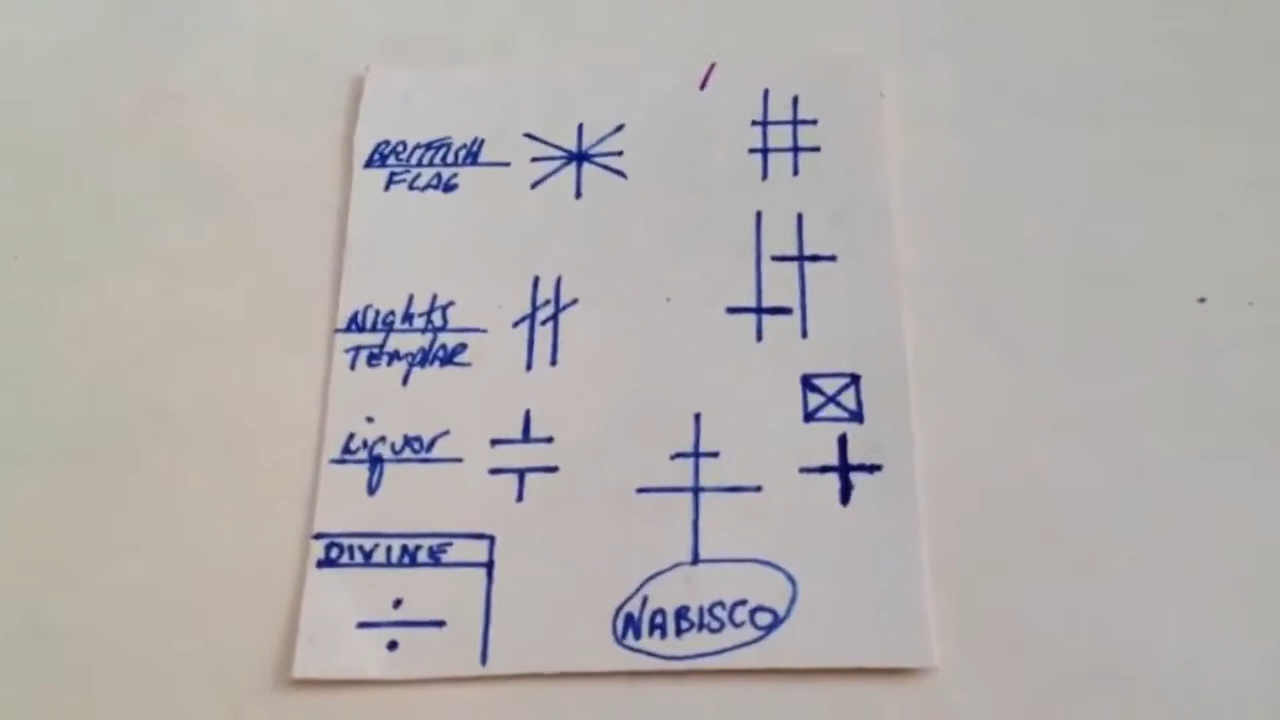 BRITISH
FLAG
#
Nights
TEMPLAR
Liquor
DIVINE
÷
NABISCO